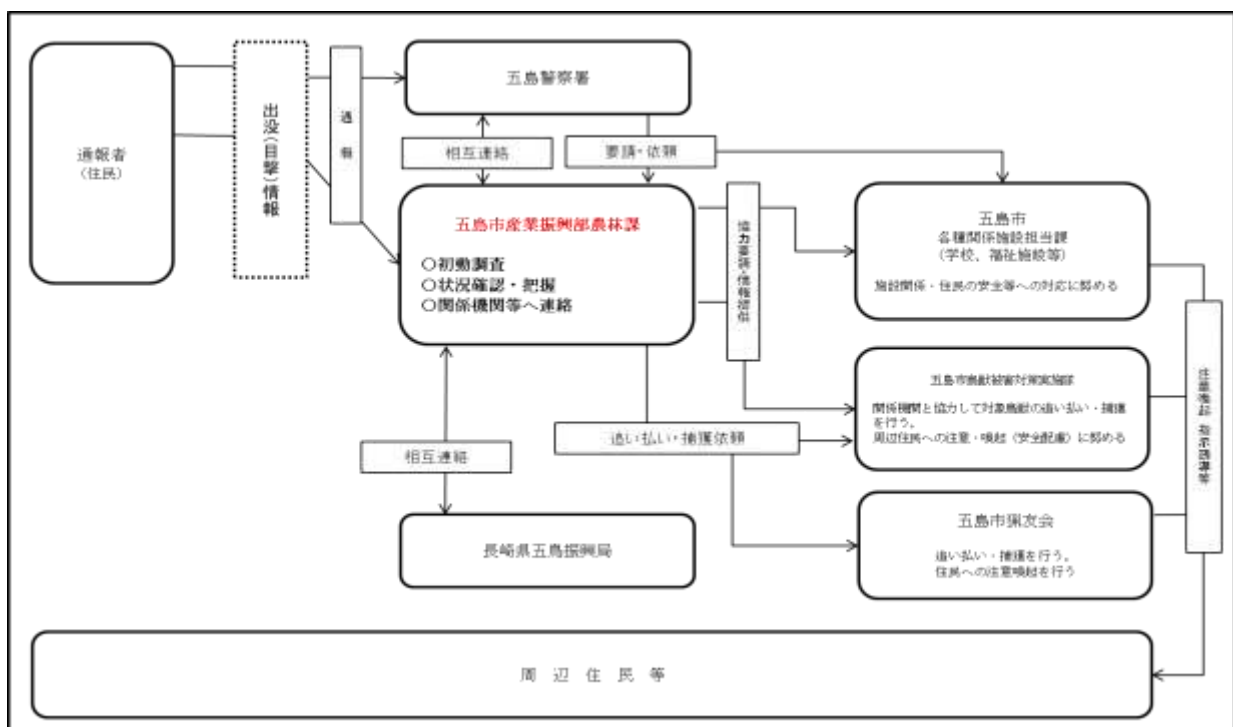 通報者
(住民)
出没(目撃)情報
通報
五島警察署
相互連絡
要請・依頼
五島市産業振興部農林課
○初動調査
○状況確認・把握
○関係機関等へ連絡
協力要請・情報提供
五島市
各種関係施設担当課
(学校、福祉施設等)
施設関係・住民の安全等への対応に努める
五島市鳥獣被害対策実施隊
関係機関と協力して対象鳥獣の追い払い・捕獲
を行う。
周辺住民への注意・喚起(安全配慮)に努める
追い払い・捕獲依頼
相互連絡
五島市猟友会
追い払い・捕獲を行う。
住民への注意喚起を行う
長崎県五島振興局
注意喚起・指示誘導等
周辺住民等